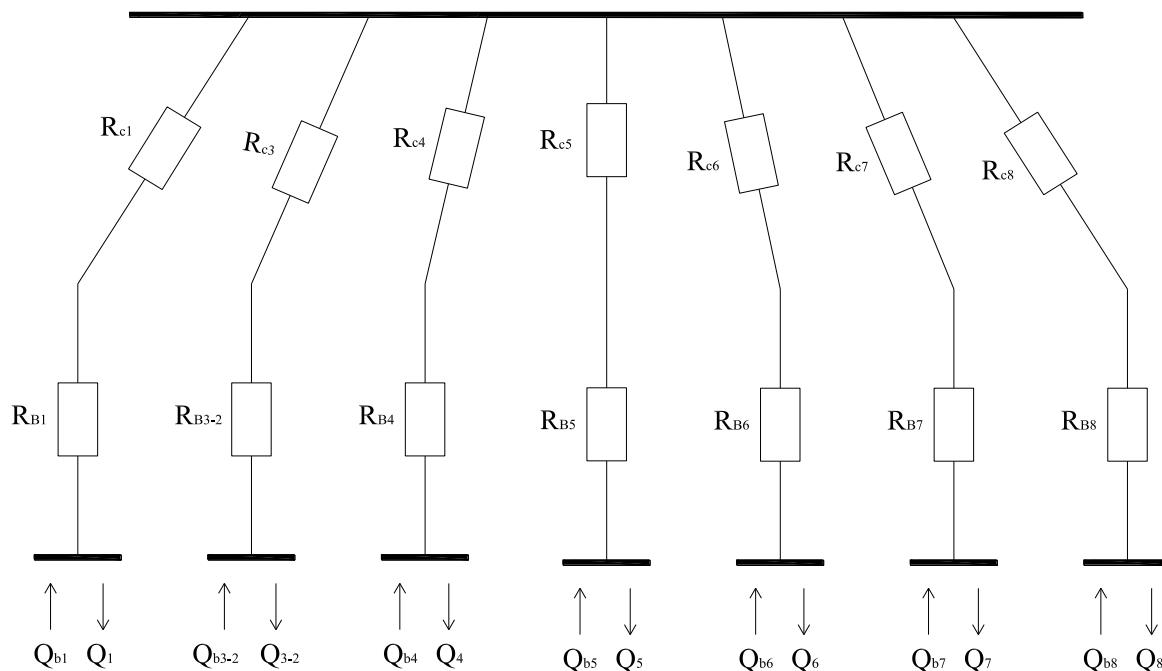 Rc1 Rc3 Rc4 Rc5 Rc6 Rc7 Rc8
RB1 RB3-2 RB4 RB5 RB6 RB7 RB8
Qb1 Q1 Qb3-2 Q3-2 Qb4 Q4 Qb5 Q5 Qb6 Q6 Qb7 Q7 Qb8 Q9